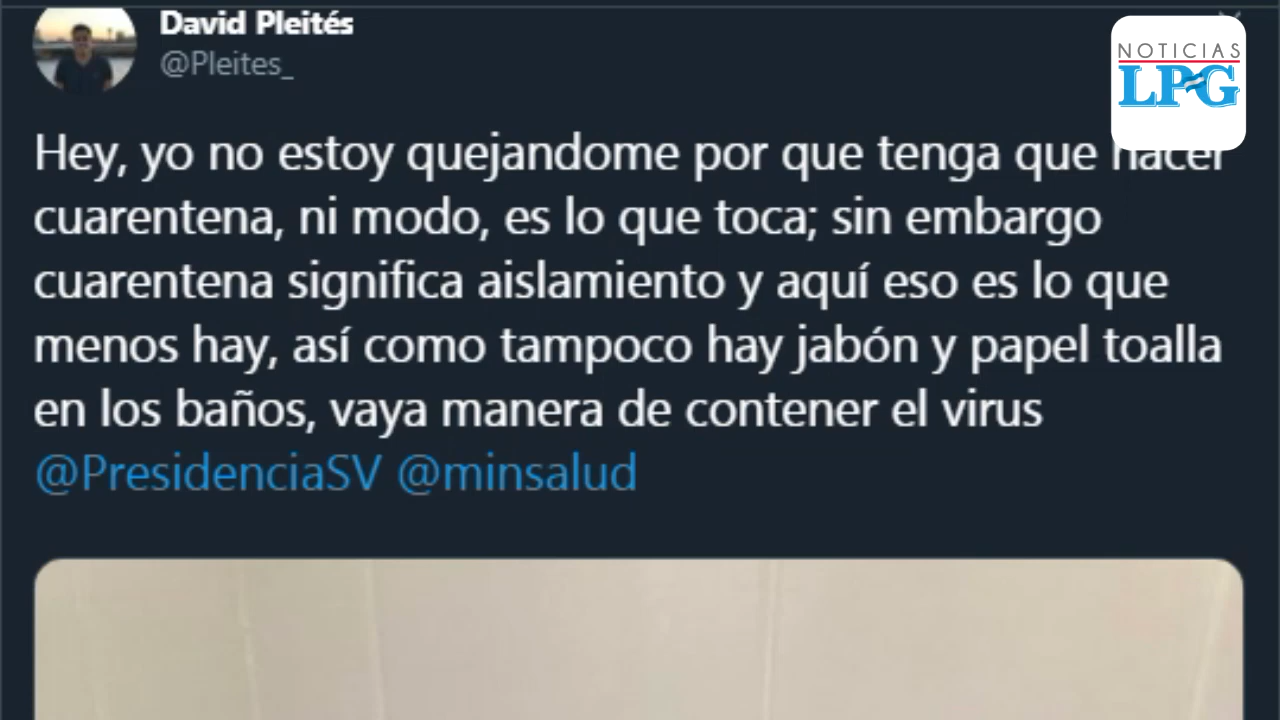 David Pleités
@Pleites_
NOTICIAS
LPG
Hey, yo no estoy quejandome por que tenga que hacer
cuarentena, ni modo, es lo que toca; sin embargo
cuarentena significa aislamiento y aquí eso es lo que
menos hay, así como tampoco hay jabón y papel toalla
en los baños, vaya manera de contener el virus
@PresidenciaSV @minsalud